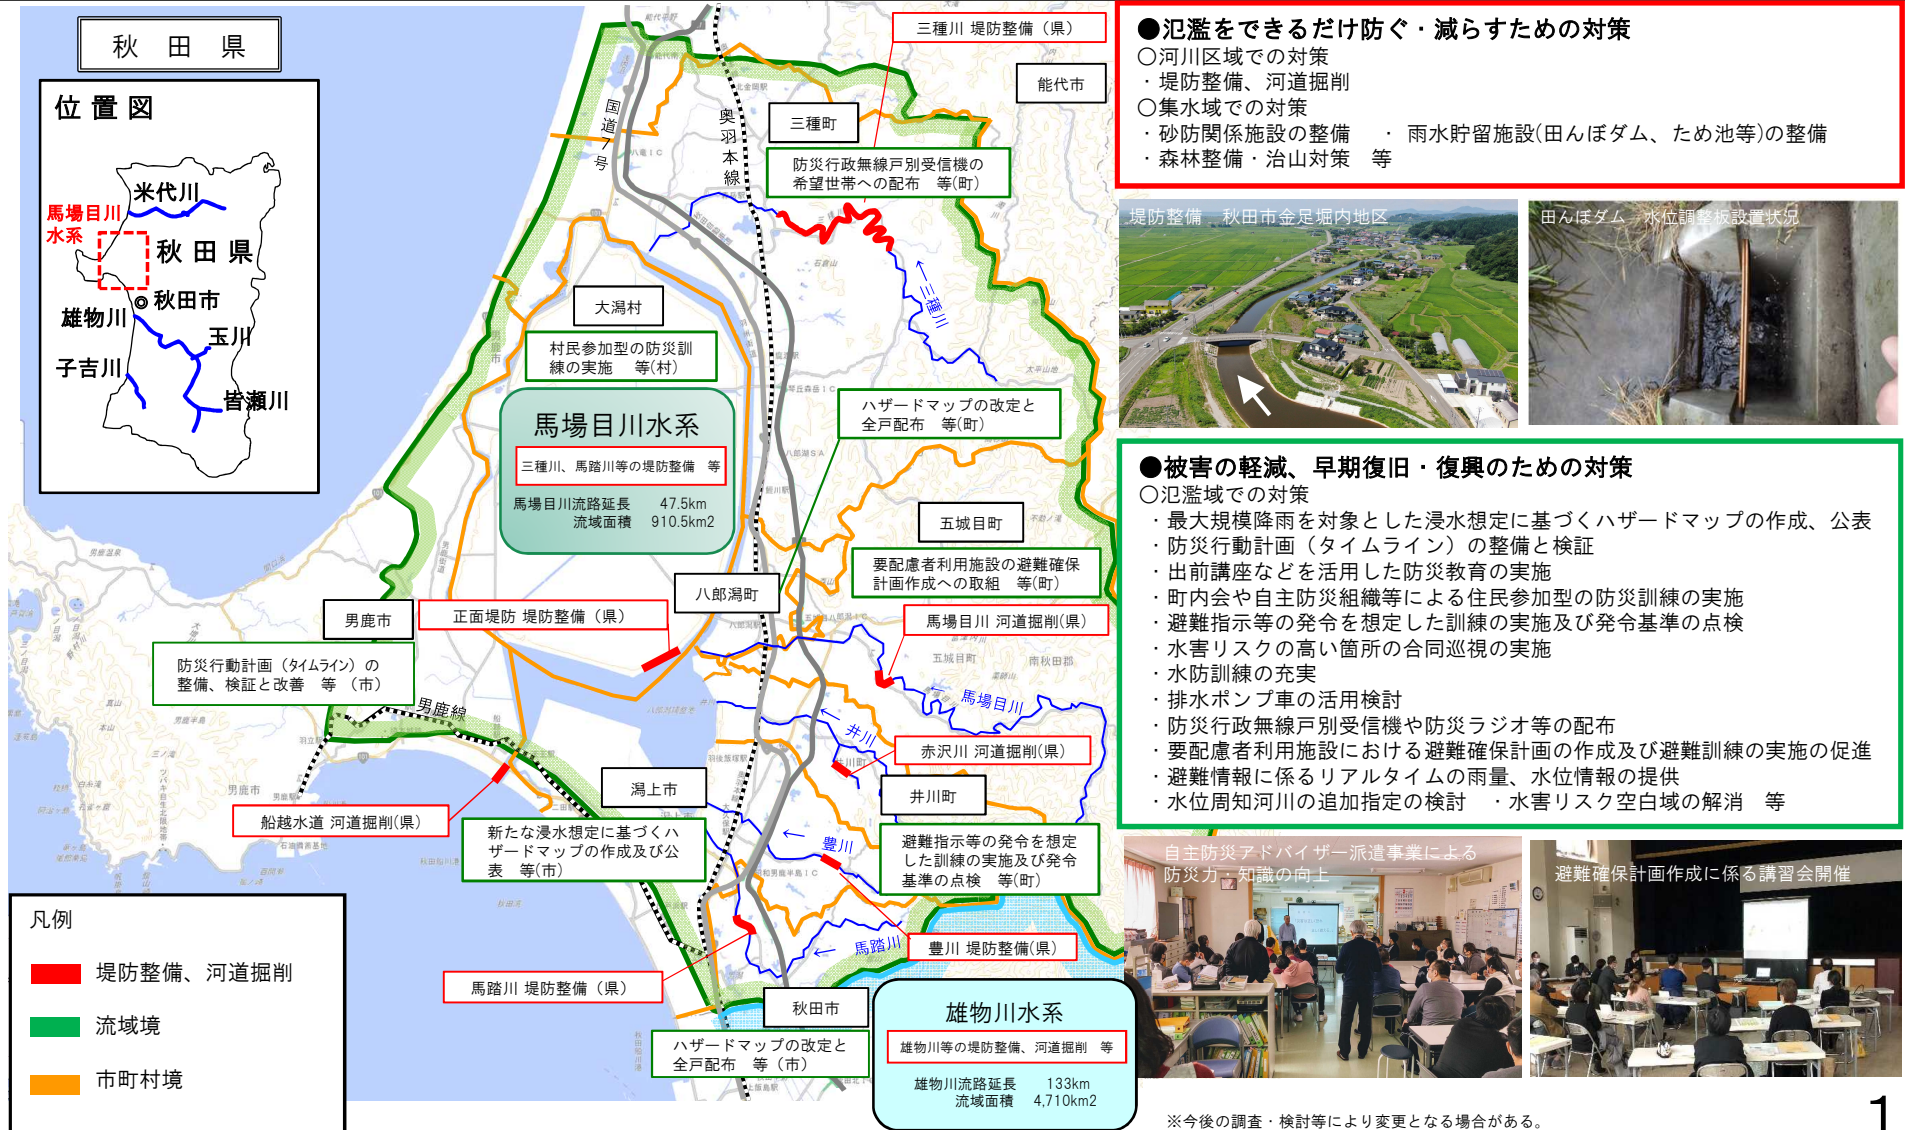 秋 田 県
位 置 図
米代川
馬場目川
水系
秋 田 県
秋田市
雄物川
玉川
子吉川
皆瀬川
三種川 堤防整備（県）
能代市
国道7号
奥羽本線
三種町
防災行政無線戸別受信機の
希望世帯への配布 等(町)
←三種川
大潟村
村民参加型の防災訓
練の実施 等(村)
馬場目川水系
三種川、馬踏川等の堤防整備 等
馬場目川流路延長 47.5km
流域面積 910.5km2
ハザードマップの改定と
全戸配布 等(町)
五城目町
要配慮者利用施設の避難確保
計画作成への取組 等(町)
八郎潟町
男鹿市
正面堤防 堤防整備（県）
馬場目川 河道掘削(県)
防災行動計画（タイムライン）の
整備、検証と改善 等 （市）
男鹿線
← 馬場目川
← 井川
赤沢川 河道掘削(県)
潟上市
井川町
船越水道 河道掘削(県)
新たな浸水想定に基づくハ
ザードマップの作成及び公
表 等(市)
← 豊川
避難指示等の発令を想定
した訓練の実施及び発令
基準の点検 等(町)
← 馬踏川
豊川 堤防整備(県)
馬踏川 堤防整備（県）
秋田市
ハザードマップの改定と
全戸配布 等（市）
雄物川水系
雄物川等の堤防整備、河道掘削 等
雄物川流路延長 133km
流域面積 4,710km2
凡例
堤防整備、河道掘削
流域境
市町村境
●氾濫をできるだけ防ぐ・減らすための対策
○河川区域での対策
・堤防整備、河道掘削
○集水域での対策
・砂防関係施設の整備 ・ 雨水貯留施設(田んぼダム、ため池等)の整備
・森林整備・治山対策 等
堤防整備 秋田市金足堀内地区
田んぼダム 水位調整板設置状況
●被害の軽減、早期復旧・復興のための対策
○氾濫域での対策
・最大規模降雨を対象とした浸水想定に基づくハザードマップの作成、公表
・防災行動計画（タイムライン）の整備と検証
・出前講座などを活用した防災教育の実施
・町内会や自主防災組織等による住民参加型の防災訓練の実施
・避難指示等の発令を想定した訓練の実施及び発令基準の点検
・水害リスクの高い箇所の合同巡視の実施
・水防訓練の充実
・排水ポンプ車の活用検討
・防災行政無線戸別受信機や防災ラジオ等の配布
・要配慮者利用施設における避難確保計画の作成及び避難訓練の実施の促進
・避難情報に係るリアルタイムの雨量、水位情報の提供
・水位周知河川の追加指定の検討 ・水害リスク空白域の解消 等
自主防災アドバイザー派遣事業による
防災力・知識の向上
避難確保計画作成に係る講習会開催
※今後の調査・検討等により変更となる場合がある。
1